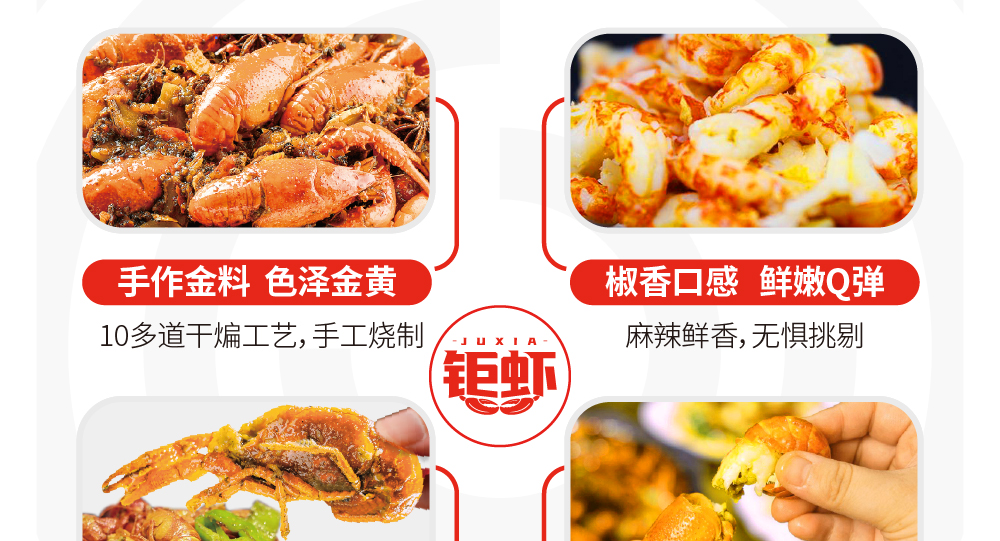 手作金料 色泽金黄
椒香口感 鲜嫩Q弹
10多道干煸工艺，手工烧制
麻辣鲜香，无惧挑剔
-JUXIA-
钜虾